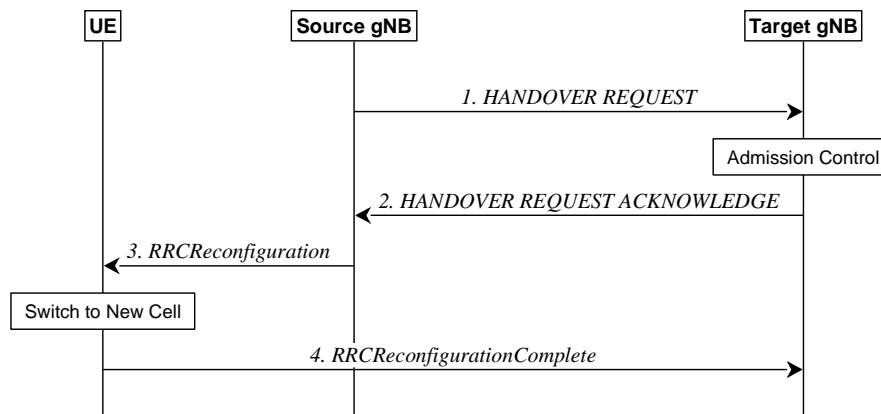 UE
Source gNB
Target gNB
1. HANDOVER REQUEST
Admission Control
2. HANDOVER REQUEST ACKNOWLEDGE
3. RRCReconfiguration
Switch to New Cell
4. RRCReconfigurationComplete